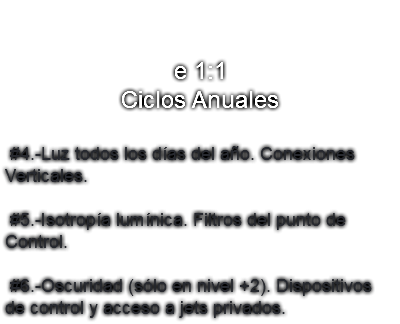 e 1:1
Ciclos Anuales
#4.-Luz todos los días del año. Conexiones
Verticales.
#5.-Isotropía lumínica. Filtros del punto de
Control.
#6.-Oscuridad (sólo en nivel +2). Dispositivos
de control y acceso a jets privados.